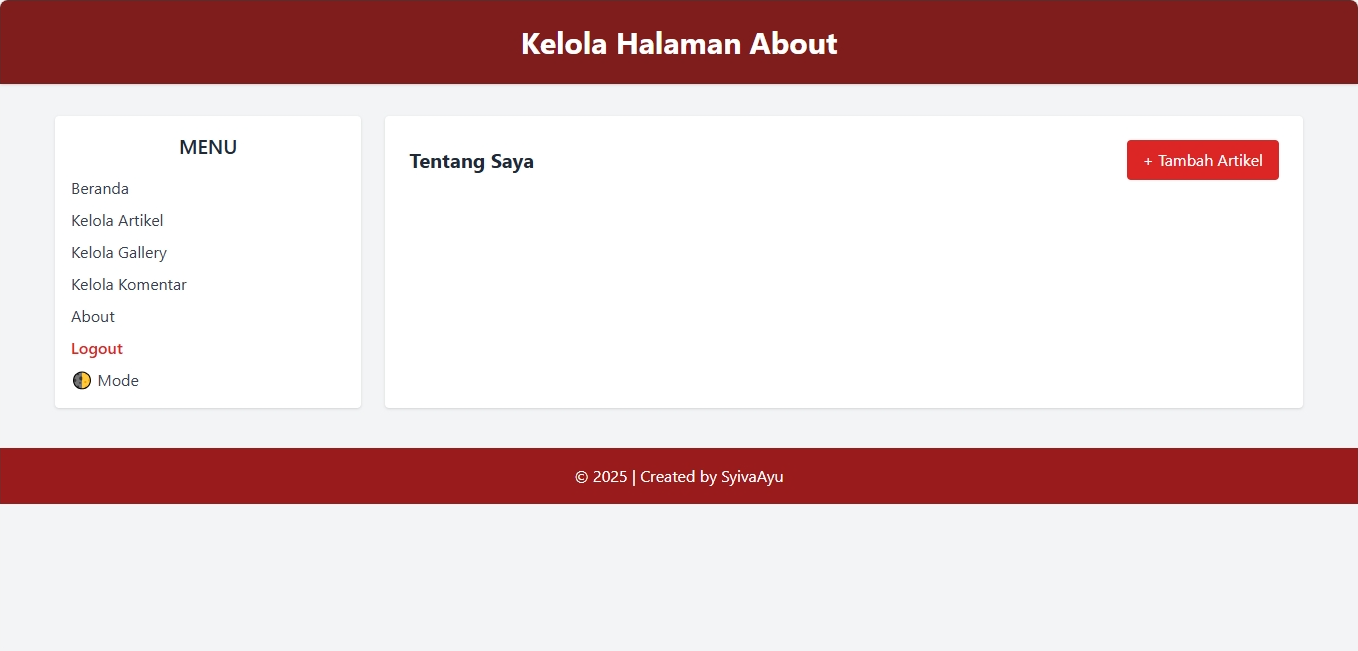 Kelola Halaman About
MENU
Beranda
Kelola Artikel
Kelola Gallery
Kelola Komentar
About
Logout
Mode
Tentang Saya
+ Tambah Artikel
© 2025 | Created by SyivaAyu